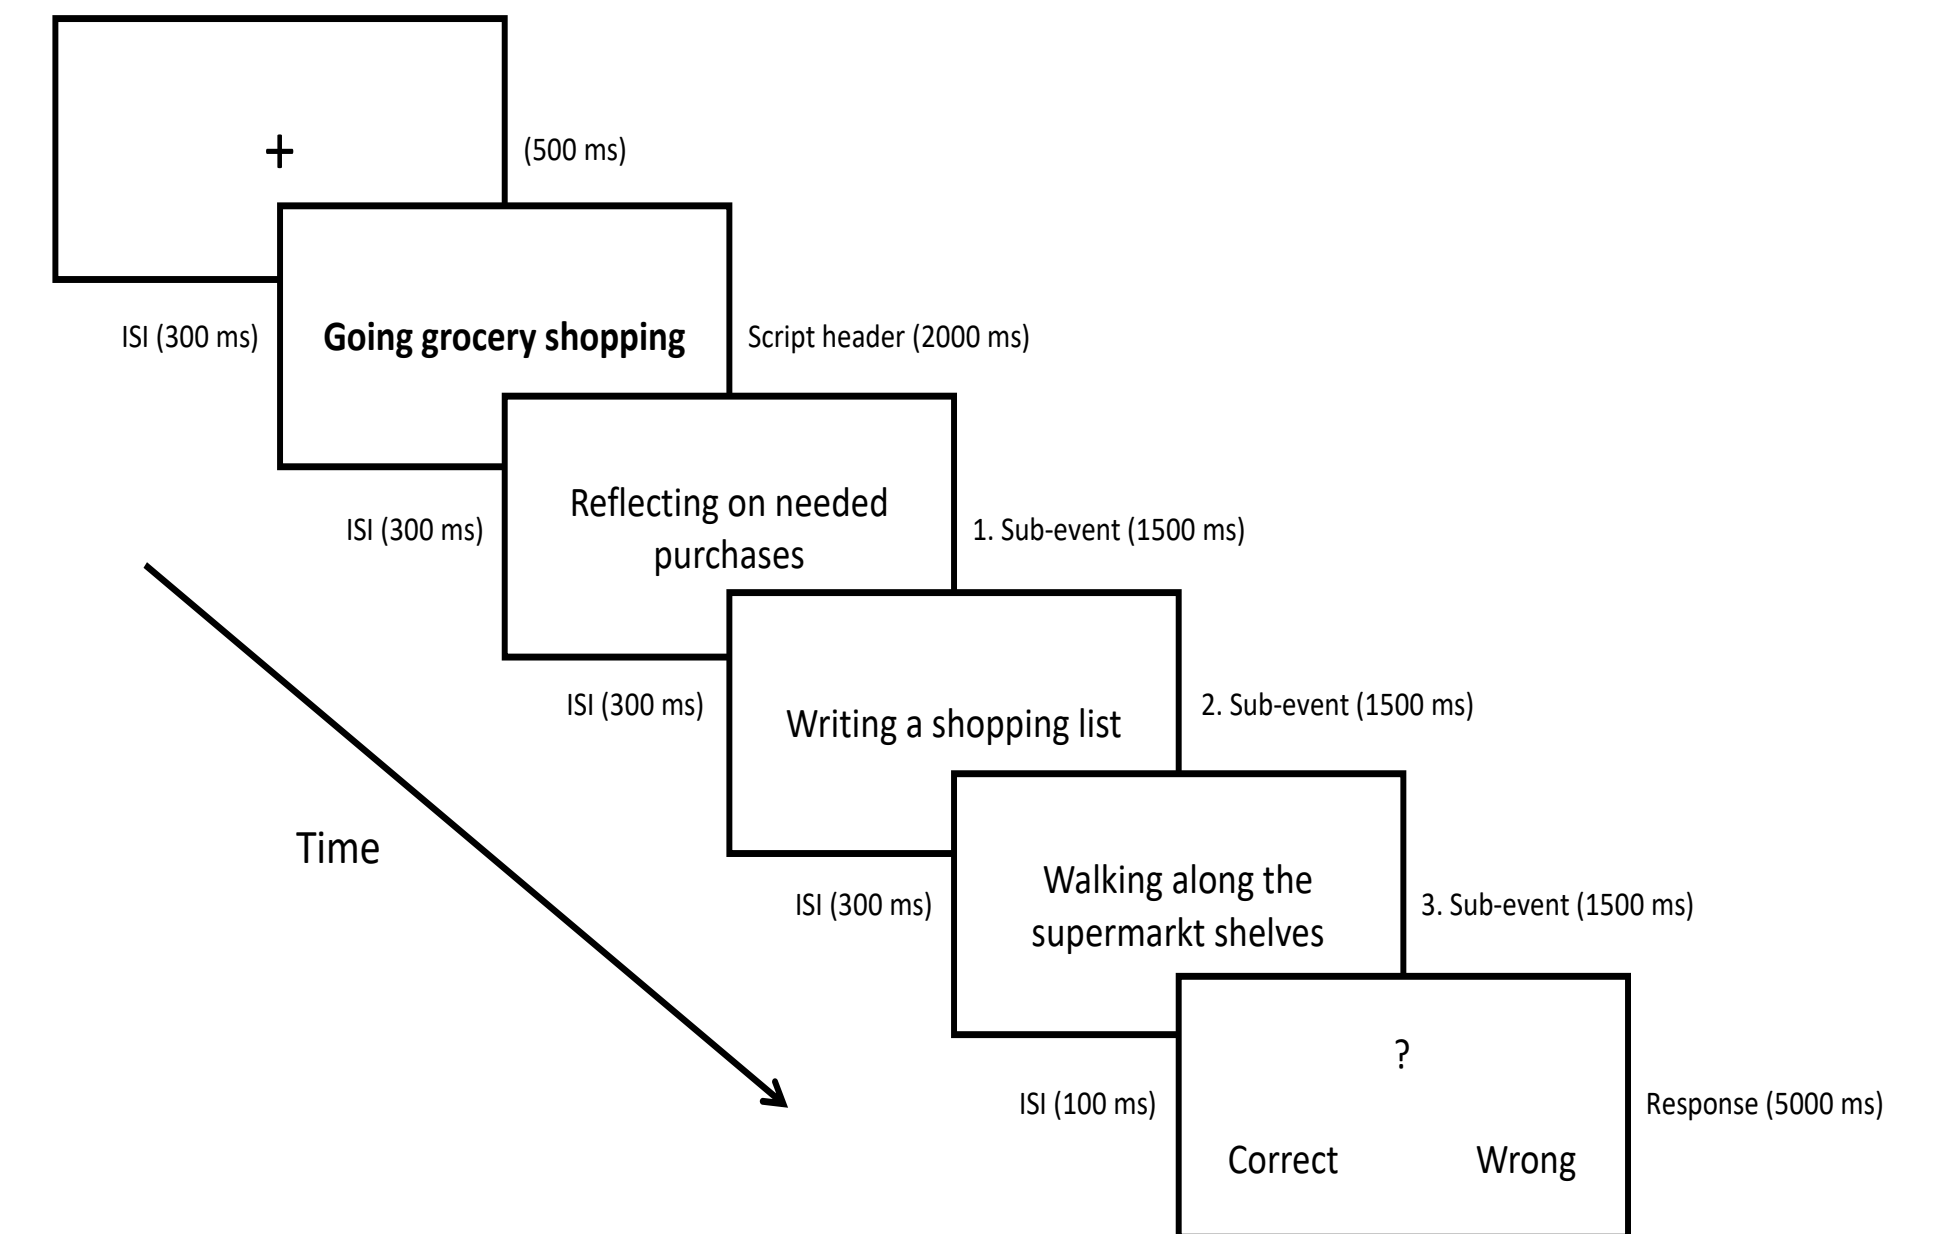 +
(500 ms)
ISI (300 ms)
Going grocery shopping
Script header (2000 ms)
ISI (300 ms)
Reflecting on needed
purchases
1. Sub-event (1500 ms)
ISI (300 ms)
Writing a shopping list
2. Sub-event (1500 ms)
Time
ISI (300 ms)
Walking along the
supermarkt shelves
3. Sub-event (1500 ms)
ISI (100 ms)
?
Correct Wrong
Response (5000 ms)